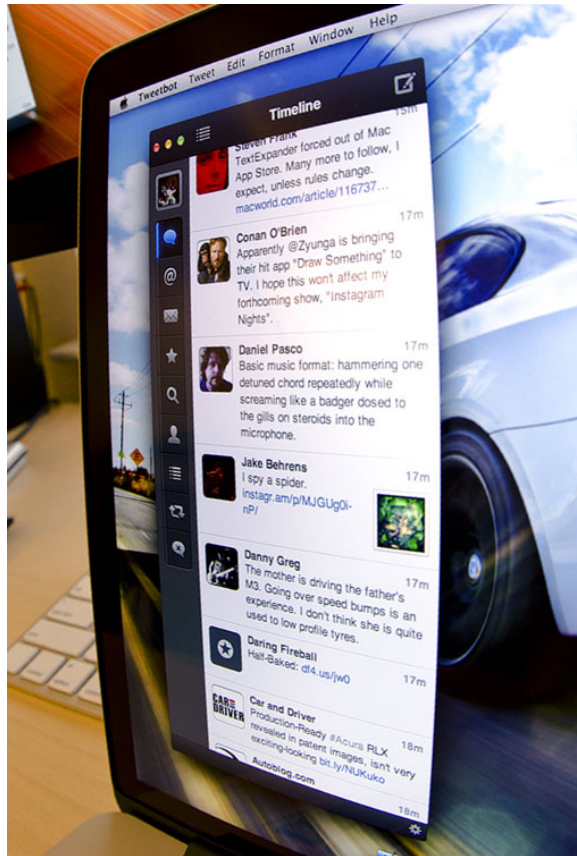 Tweetbot Tweet Edit Format Window Help
Timeline
15m
Steven Frank
TextExpander forced out of Mac
App Store. Many more to follow, I
expect, unless rules change.
macworld.com/article/116737...
Conan O'Brien 17m
Apparently @Zyunga is bringing
their hit app "Draw Something" to
TV. I hope this won't affect my
forthcoming show, "Instagram
Nights".
Daniel Pasco 17m
Basic music format: hammering one
detuned chord repeatedly while
screaming like a badger dosed to
the gills on steroids into the
microphone.
Jake Behrens 17m
I spy a spider.
instagr.am/p/MJGUg0i-
nP/
Danny Greg 17m
The mother is driving the father's
M3. Going over speed bumps is an
experience. I don't think she is quite
used to low profile tyres.
Daring Fireball 17m
Half-Baked: df4.us/jw0
CAR AND
DRIVER
Car and Driver 18m
Production-Ready #Acura RLX
revealed in patent images, isn't very
exciting-looking bit.ly/NUKuko
Autoblog.com 18m